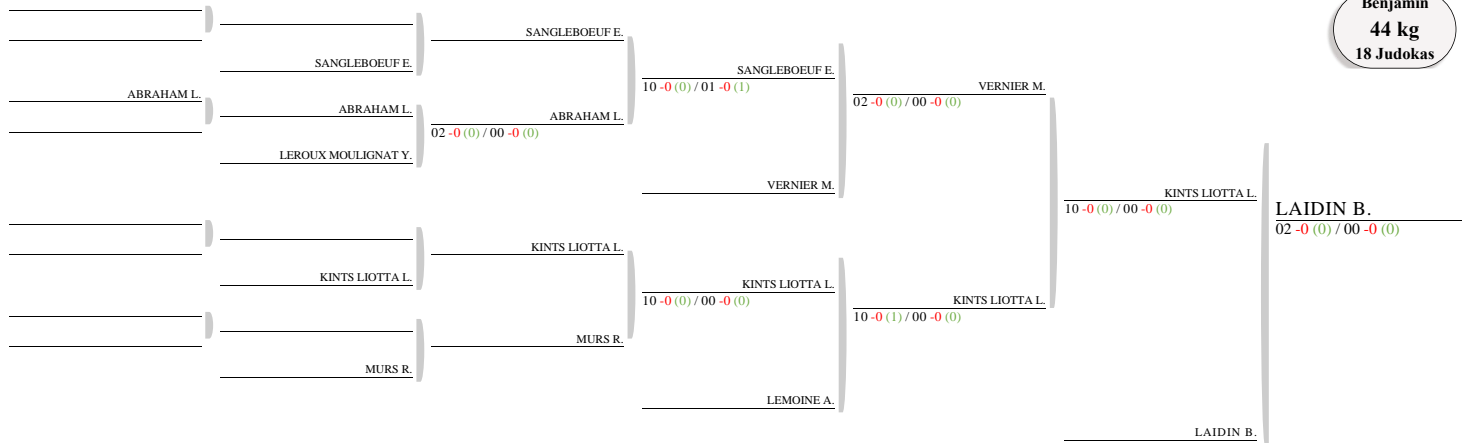 Benjamin
44 kg
18 Judokas
SANGLEBOEUF E.
SANGLEBOEUF E.
SANGLEBOEUF E.
10 -0 (0) / 01 -0 (1)
VERNIER M.
02 -0 (0) / 00 -0 (0)
ABRAHAM L.
ABRAHAM L.
ABRAHAM L.
02 -0 (0) / 00 -0 (0)
LEROUX MOULIGNAT Y.
VERNIER M.
KINTS LIOTTA L.
10 -0 (0) / 00 -0 (0)
LAIDIN B.
02 -0 (0) / 00 -0 (0)
KINTS LIOTTA L.
KINTS LIOTTA L.
KINTS LIOTTA L.
10 -0 (0) / 00 -0 (0)
KINTS LIOTTA L.
10 -0 (1) / 00 -0 (0)
MURS R.
MURS R.
LEMOINE A.
LAIDIN B.